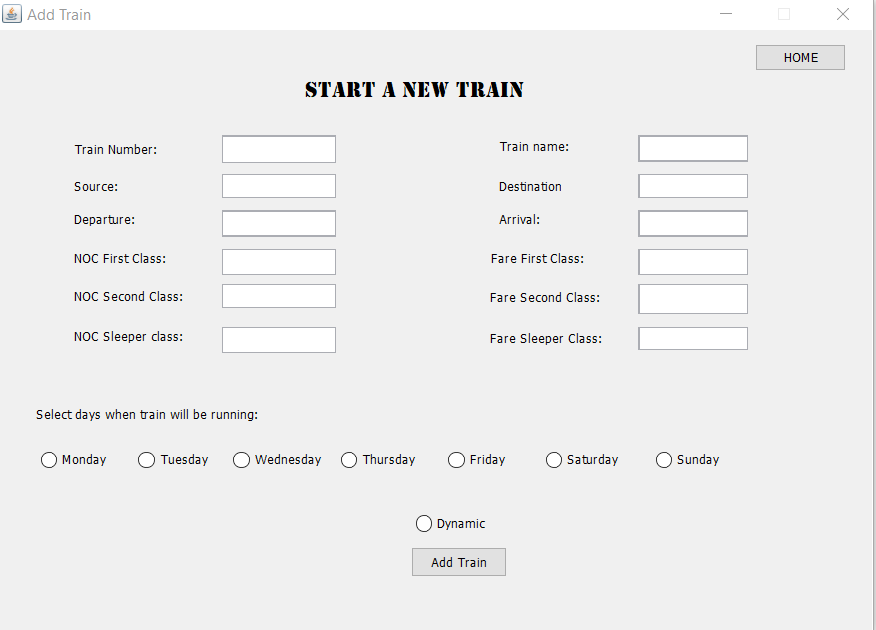 Add Train
HOME
START A NEW TRAIN
Train Number: Train name:
Source: Destination
Departure: Arrival:
NOC First Class: Fare First Class:
NOC Second Class: Fare Second Class:
NOC Sleeper class: Fare Sleeper Class:
Select days when train will be running:
Monday Tuesday Wednesday Thursday Friday Saturday Sunday
Dynamic
Add Train